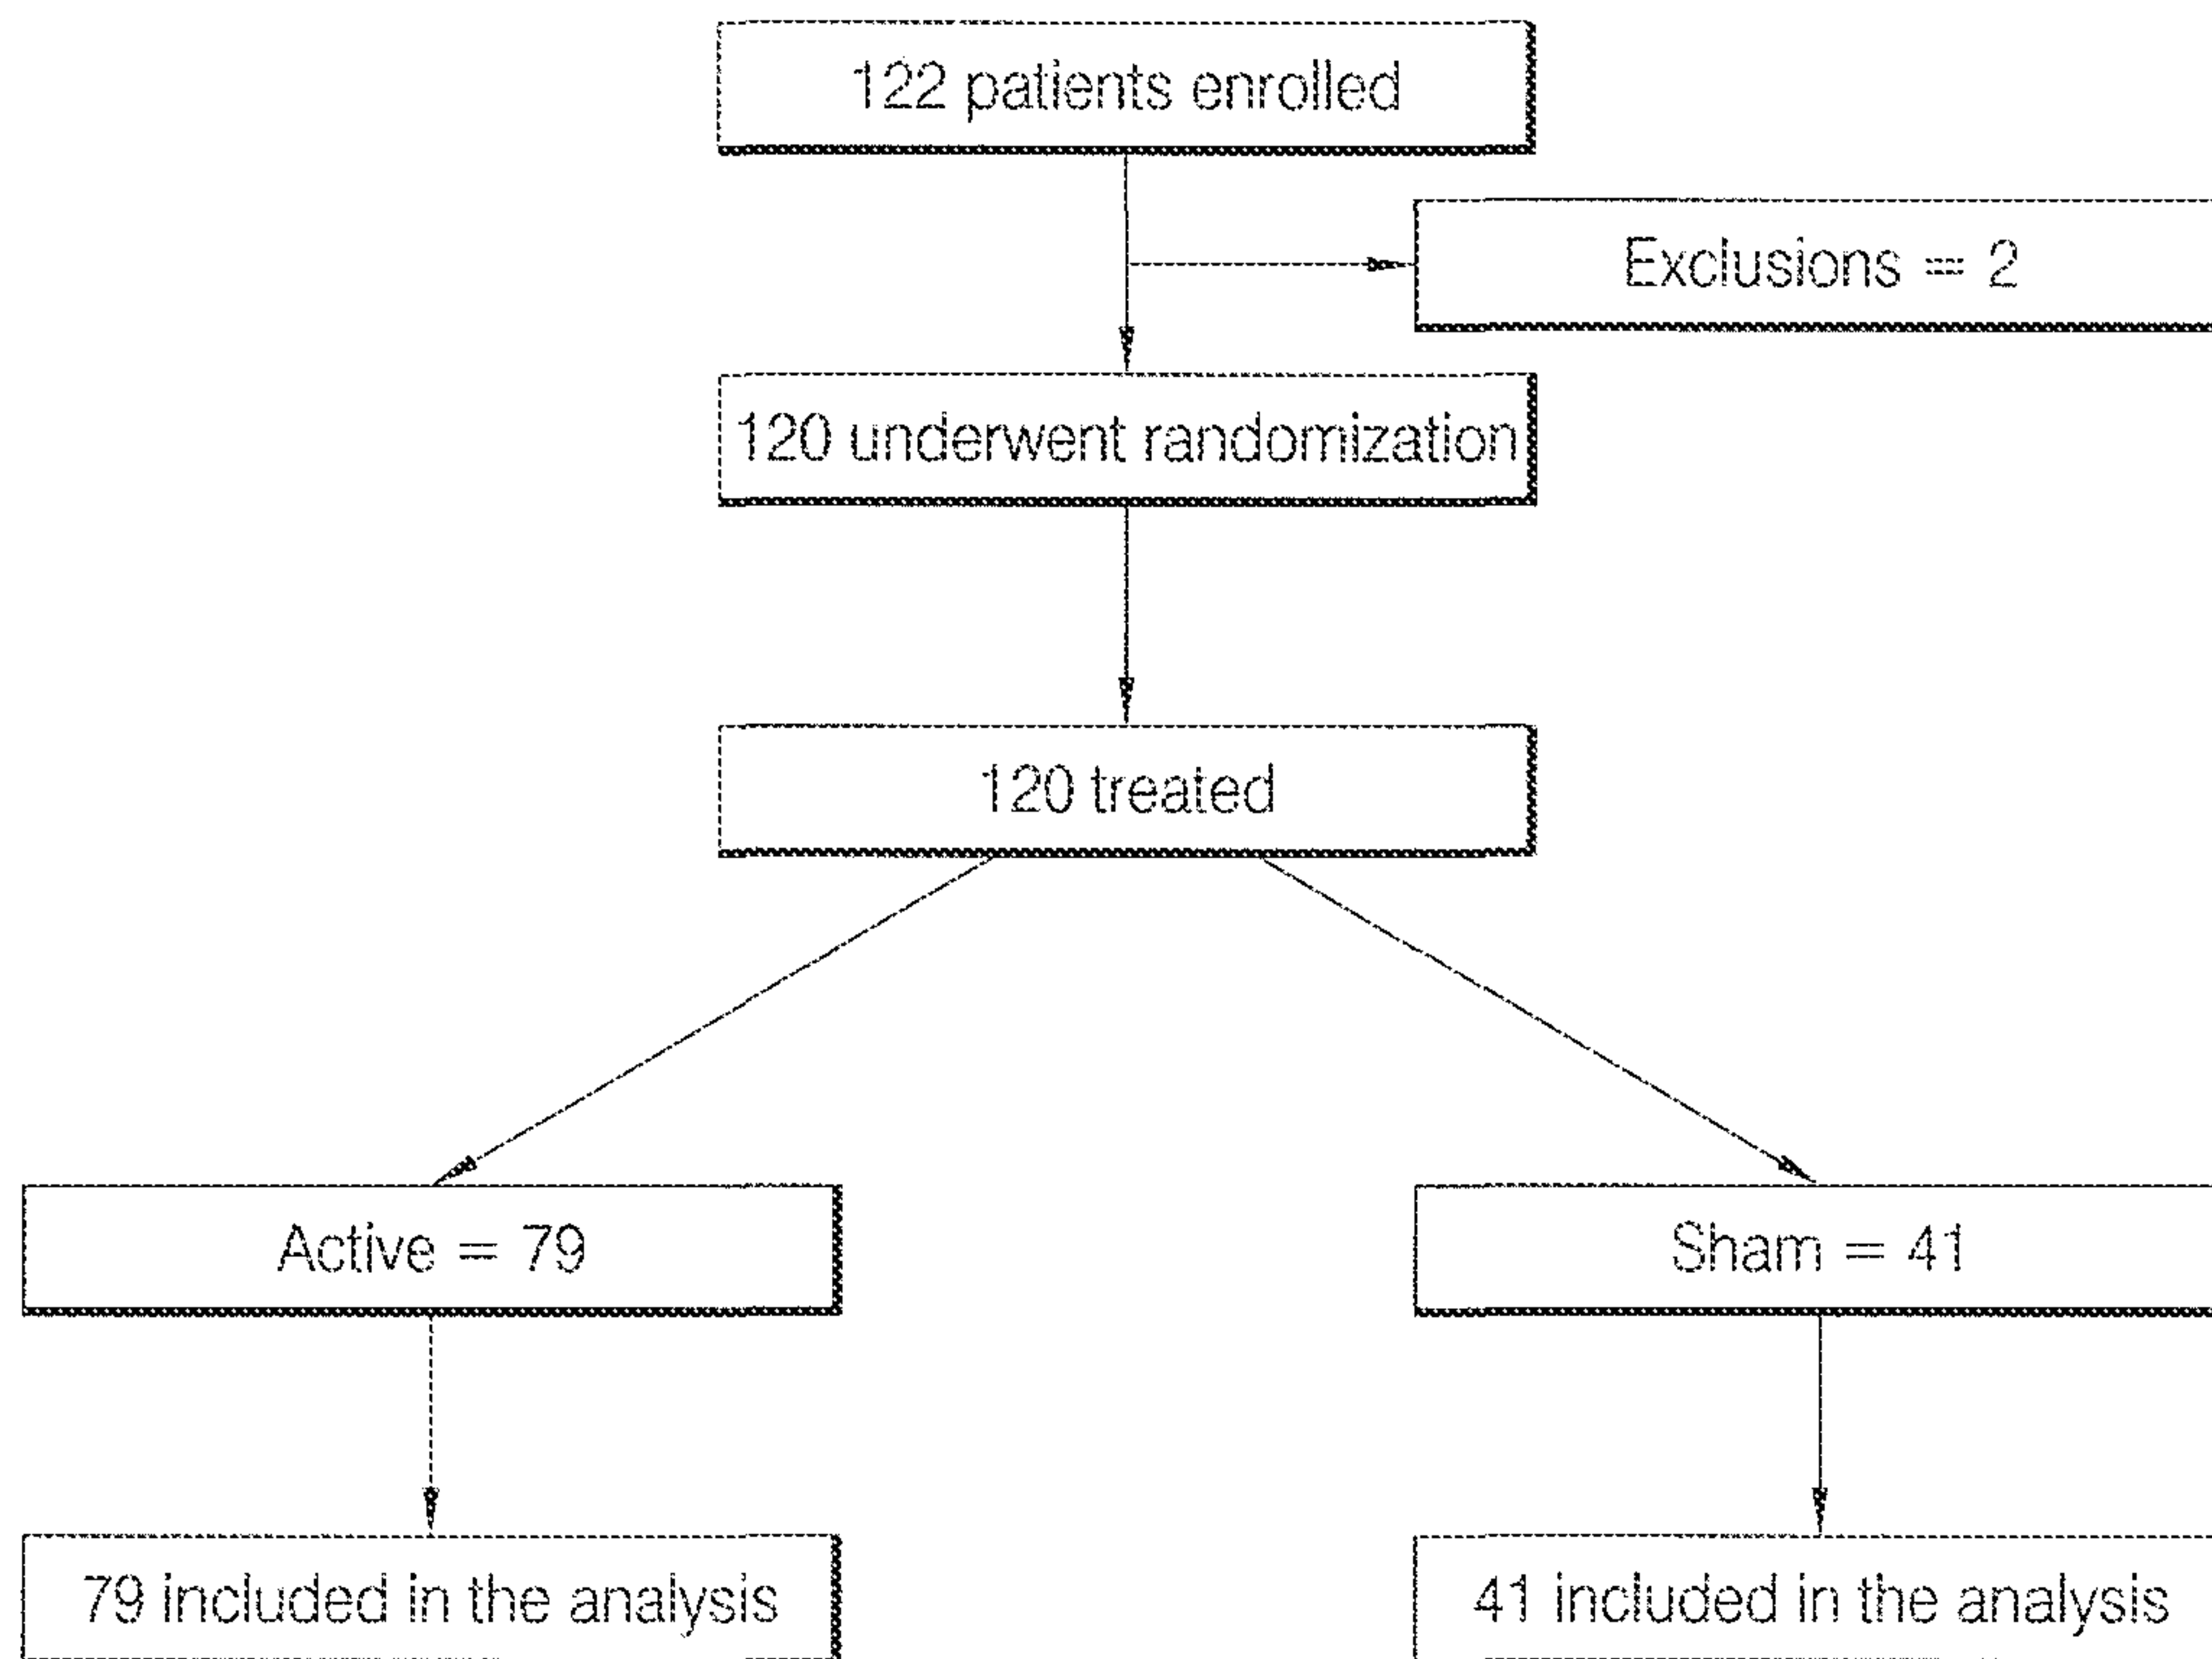 122 patients enrolled
Exclusions = 2
120 underwent randomization
120 treated
Active = 79
Sham = 41
79 included in the analysis
41 included in the analysis